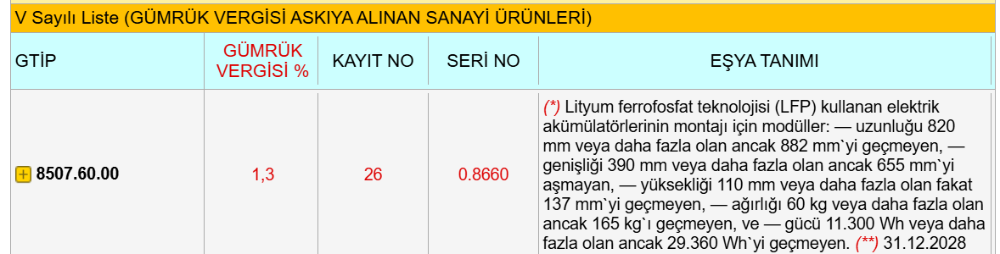 V Sayılı Liste (GÜMRÜK VERGİSİ ASKIYA ALINAN SANAYİ ÜRÜNLERİ)
GTİP
GÜMRÜK
VERGİSİ %
KAYIT NO
SERİ NO
EŞYA TANIMI
8507.60.00
1,3
26
0.8660
(*) Lityum ferrofosfat teknolojisi (LFP) kullanan elektrik
akümülatörlerinin montajı için modüller: — uzunluğu 820
mm veya daha fazla olan ancak 882 mm`yi geçmeyen, —
genişliği 390 mm veya daha fazla olan ancak 655 mm`yi
aşmayan, — yüksekliği 110 mm veya daha fazla olan fakat
137 mm`yi geçmeyen, — ağırlığı 60 kg veya daha fazla olan
ancak 165 kg`ı geçmeyen, ve — gücü 11.300 Wh veya daha
fazla olan ancak 29.360 Wh`yi geçmeyen. (**) 31.12.2028